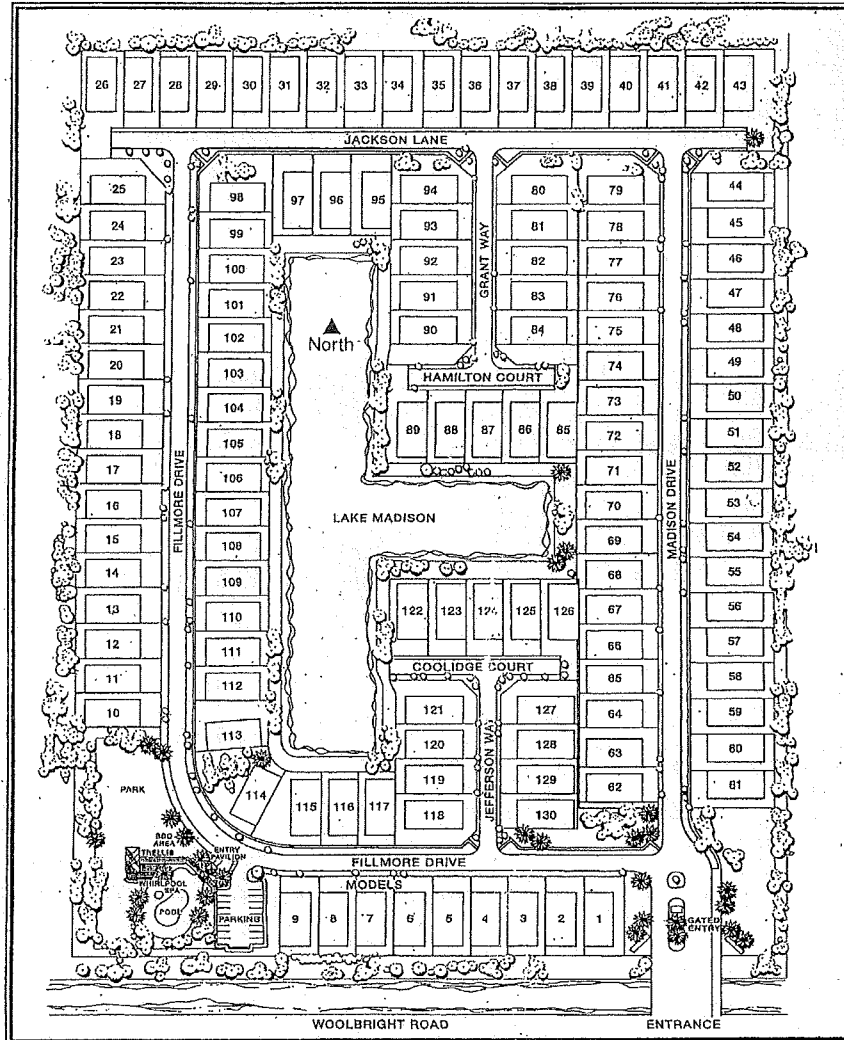 26 27 28 29 30 31 32 33 34 35 36 37 38 39 40 41 42 43
JACKSON LANE
25
24
23
22
21
20
19
18
17
16
15
14
13
12
11
10
FILLMORE DRIVE
98
99
100
101
102
103
104
105
106
107
108
109
110
111
112
113
114
115 116 117
97 96 95
North
LAKE MADISON
94
93
92
91
90
GRANT WAY
80
81
82
83
84
HAMILTON COURT
89 88 87 86 85
79
78
77
76
75
74
73
72
71
70
69
68
67
66
65
64
63
62
MADISON DRIVE
44
45
46
47
48
49
50
51
52
53
54
55
56
57
58
59
60
61
122 123 124 125 126
COOLIDGE COURT
121
120
119
118
JEFFERSON WAY
127
128
129
130
PARK
AREA
TRELLIS
ENTRY
PAVILION
WHIRLPOOL
SPA
POOL
PARKING
FILLMORE DRIVE
MODELS
9 8 7 6 5 4 3 2 1
GATED
ENTRY
WOOLBRIGHT ROAD
ENTRANCE